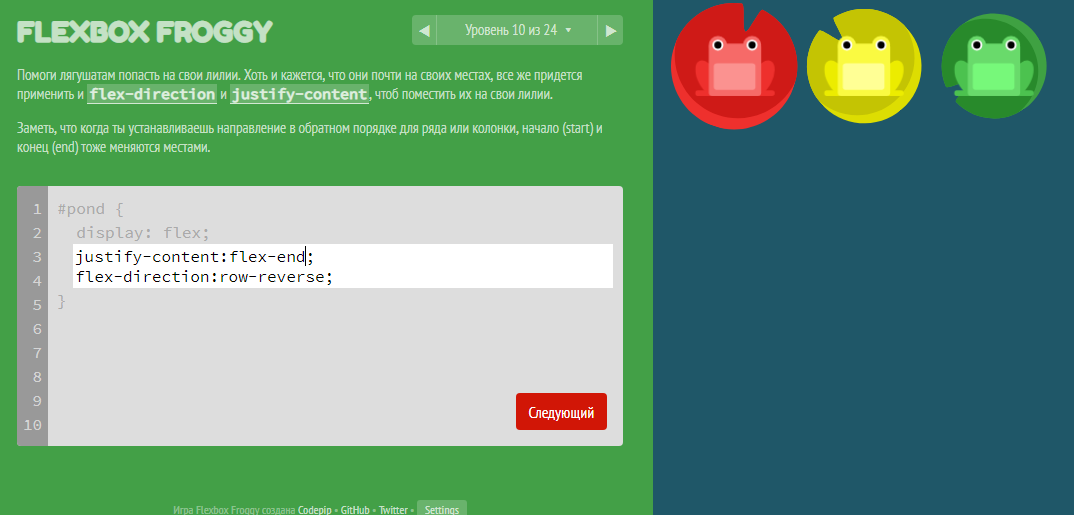 FLEXBOX FROGGY
Уровень 10 из 24
Помоги лягушатам попасть на свои лилии. Хоть и кажется, что они почти на своих местах, все же придется
применить и flex-direction и justify-content, чтоб поместить их на свои лилии.
Заметь, что когда ты устанавливаешь направление в обратном порядке для ряда или колонки, начало (start) и
конец (end) тоже меняются местами.
1 #pond {
2 display: flex;
3 justify-content:flex-end;
4 flex-direction:row-reverse;
5 }
6
7
8
9
10
Следующий
Игра Flexbox Froggy создана Codepip • GitHub • Twitter • Settings